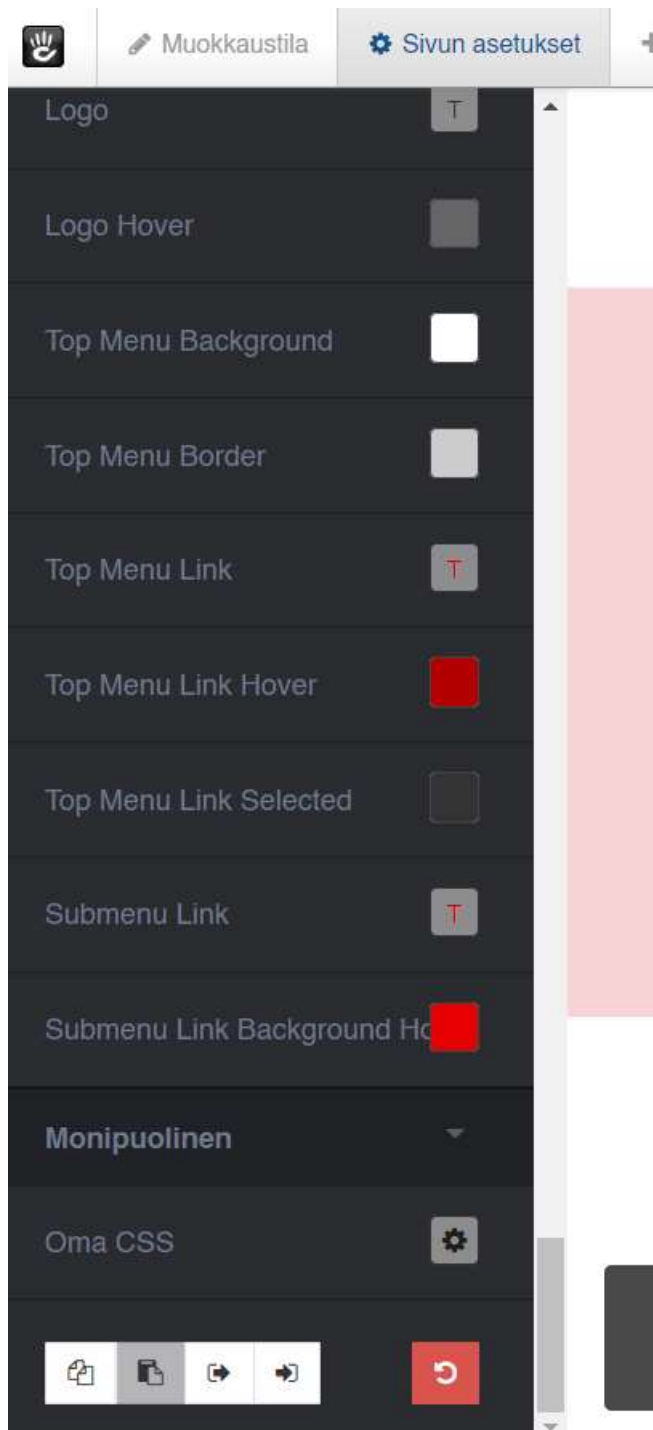 Muokkaustila
Sivun asetukset
Logo
T
Logo Hover
Top Menu Background
Top Menu Border
Top Menu Link
T
Top Menu Link Hover
Top Menu Link Selected
Submenu Link
T
Submenu Link Background Ho
Monipuolinen
Oma CSS